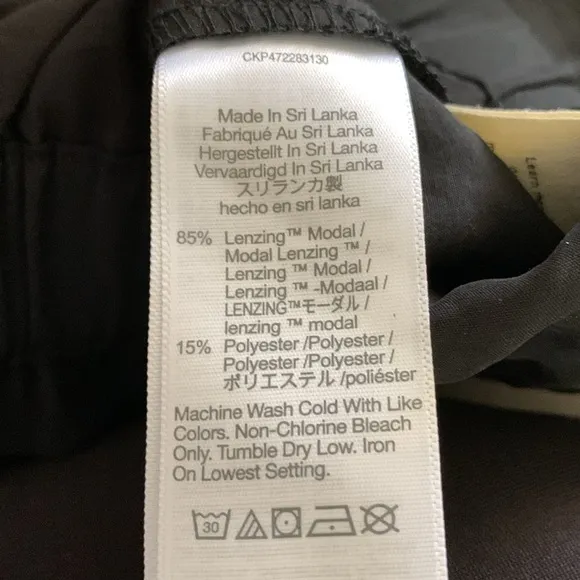 CKP472283130
Made In Sri Lanka
Fabriqué Au Sri Lanka
Hergestellt In Sri Lanka
Vervaardigd In Sri Lanka
スリランカ製
hecho en sri lanka
85% Lenzing™ Modal /
Modal Lenzing ™ /
Lenzing ™ Modal /
Lenzing ™ -Modaal /
LENZING™モーダル /
lenzing ™ modal
15% Polyester /Polyester /
Polyester /Polyester /
ポリエステル /poliéster
Machine Wash Cold With Like
Colors. Non-Chlorine Bleach
Only. Tumble Dry Low. Iron
On Lowest Setting.
30
Learn